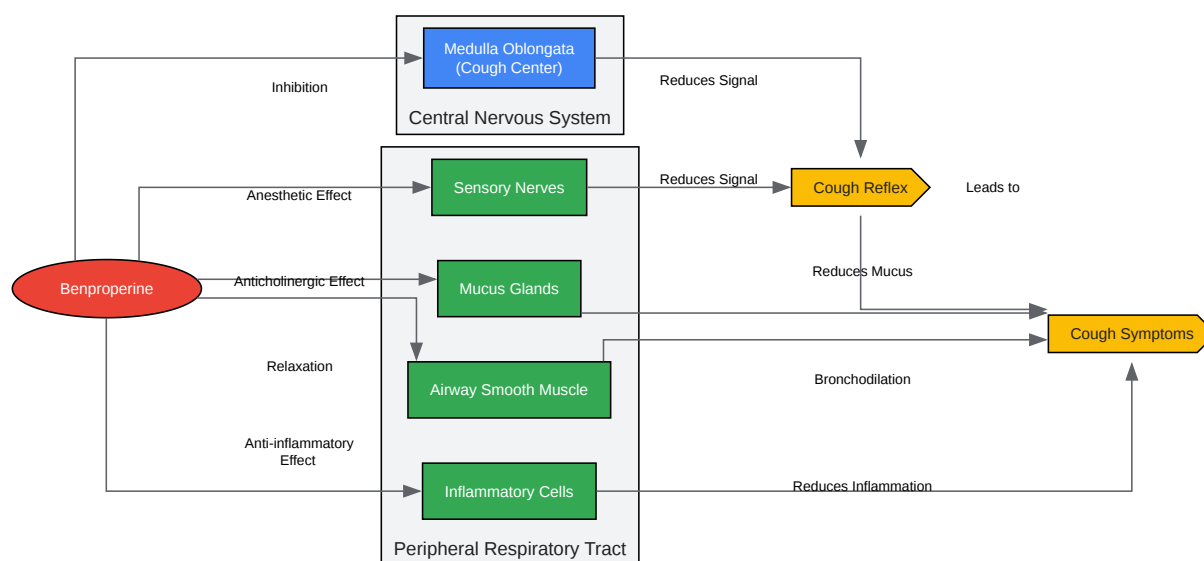 Medulla Oblongata
(Cough Center)
Inhibition
Reduces Signal
Central Nervous System
Anesthetic Effect
Sensory Nerves
Reduces Signal
Cough Reflex
Leads to
Benproperine
Anticholinergic Effect
Mucus Glands
Reduces Mucus
Cough Symptoms
Relaxation
Airway Smooth Muscle
Bronchodilation
Anti-inflammatory
Effect
Inflammatory Cells
Reduces Inflammation
Peripheral Respiratory Tract